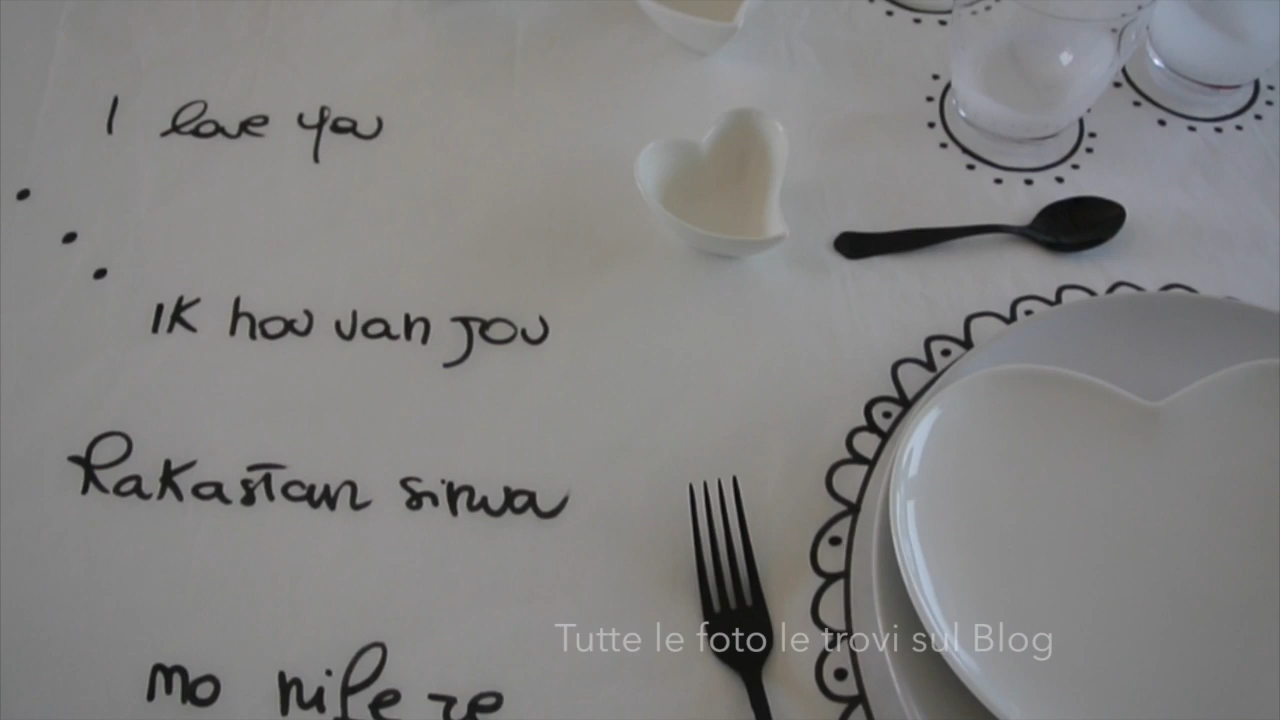 I love you
Ik hou van jou
Rakastan sinua
mo nife re
Tutte le foto le trovi sul Blog